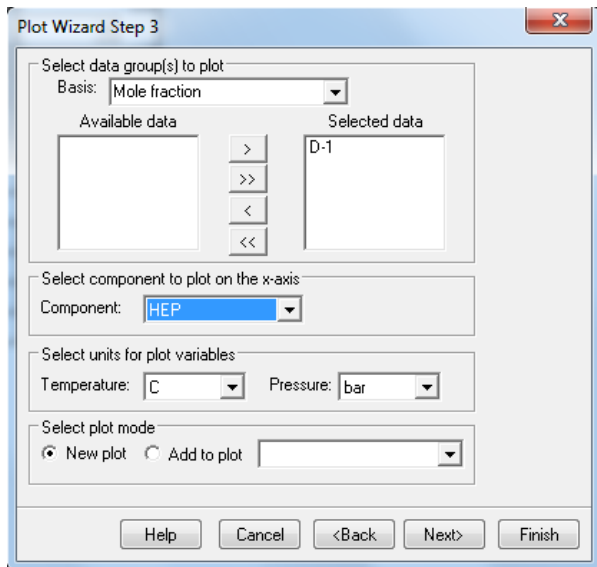 Plot Wizard Step 3
Select data group(s) to plot
Basis: Mole fraction
Available data Selected data
> D-1
>>
<
<<
Select component to plot on the x-axis
Component: HEP
Select units for plot variables
Temperature: C Pressure: bar
Select plot mode
New plot Add to plot
Help Cancel <Back Next> Finish